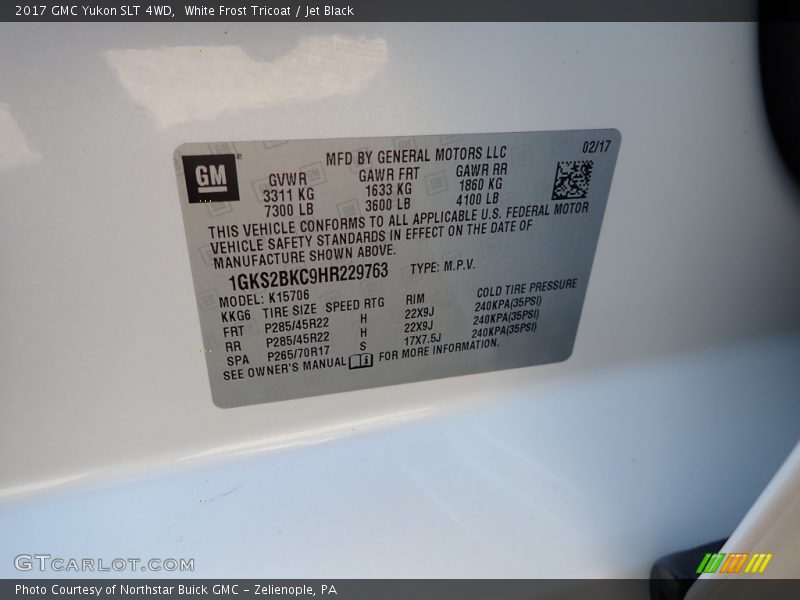 2017 GMC Yukon SLT 4WD, White Frost Tricoat / Jet Black
GM
MFD BY GENERAL MOTORS LLC
02/17
GVWR GAWR FRT GAWR RR
3311 KG 1633 KG 1860 KG
7300 LB 3600 LB 4100 LB
THIS VEHICLE CONFORMS TO ALL APPLICABLE U.S. FEDERAL MOTOR
VEHICLE SAFETY STANDARDS IN EFFECT ON THE DATE OF
MANUFACTURE SHOWN ABOVE.
1GKS2BKC9HR229763 TYPE: M.P.V.
MODEL: K15706
KKG6 TIRE SIZE SPEED RTG RIM COLD TIRE PRESSURE
FRT P285/45R22 H 22X9J 240KPA(35PSI)
RR P285/45R22 H 22X9J 240KPA(35PSI)
SPA P265/70R17 S 17X7.5J 240KPA(35PSI)
SEE OWNER'S MANUAL FOR MORE INFORMATION.
GTCARLOT.COM
Photo Courtesy of Northstar Buick GMC - Zelienople, PA